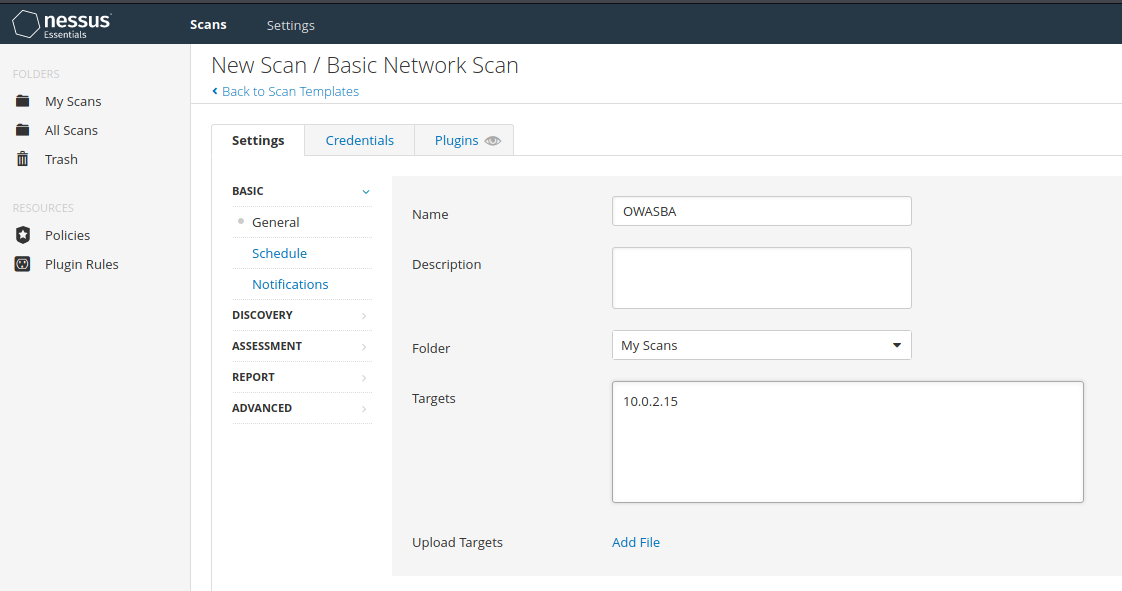 nessus
Essentials
Scans
Settings
FOLDERS
My Scans
All Scans
Trash
RESOURCES
Policies
Plugin Rules
New Scan / Basic Network Scan
Back to Scan Templates
Settings
Credentials
Plugins
BASIC
General
Schedule
Notifications
DISCOVERY
ASSESSMENT
REPORT
ADVANCED
Name
OWASBA
Description
Folder
My Scans
Targets
10.0.2.15
Upload Targets
Add File